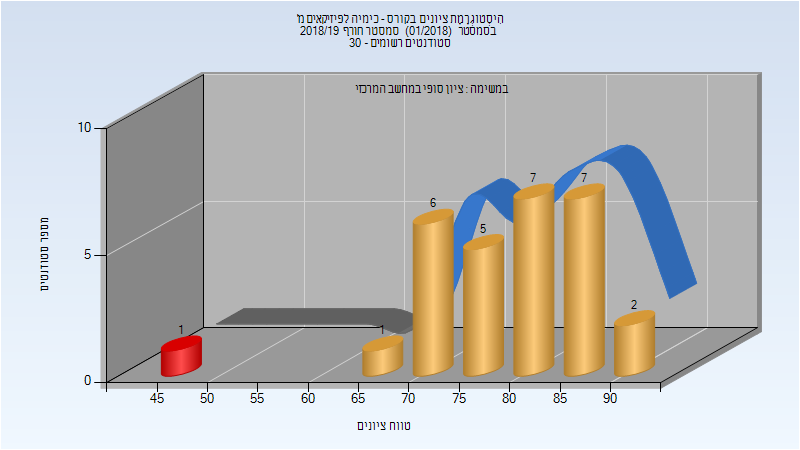 היסטוגרמת ציונים בקורס - כימיה לפיזיקאים מ'
בסמסטר (01/2018) סמסטר חורף 2018/19
סטודנטים רשומים - 30
במשימה : ציון סופי במחשב המרכזי
מספר סטודנטים
10
5
0
1
1
6
5
7
7
2
45 50 55 60 65 70 75 80 85 90
טווח ציונים